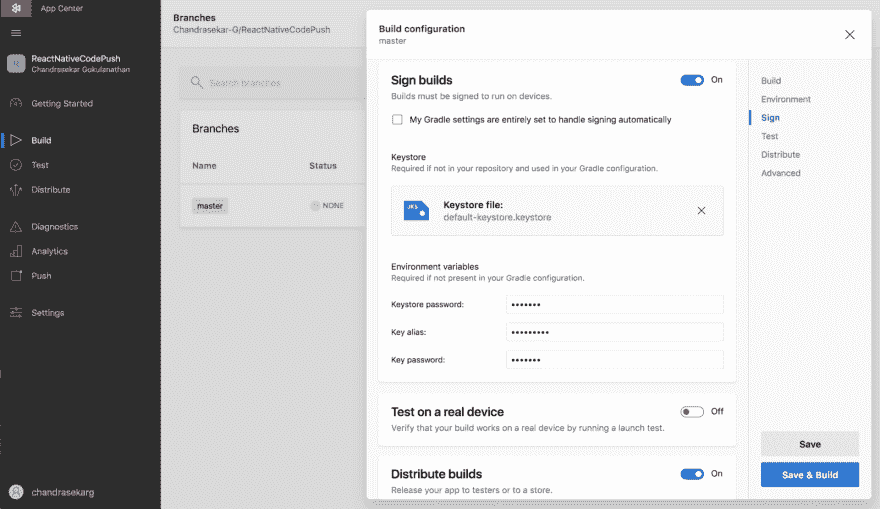 App Center
ReactNativeCodePush
Chandrasekar Gokulanathan
Getting Started
Build
Test
Distribute
Diagnostics
Analytics
Push
Settings
chandrasekarg
Branches
Chandrasekar-G/ReactNativeCodePush
Search branches
Branches
Name Status
master NONE
Build configuration
master
Sign builds On
Builds must be signed to run on devices.
My Gradle settings are entirely set to handle signing automatically
Keystore
Required if not in your repository and used in your Gradle configuration.
JKS
Keystore file:
default-keystore.keystore
Environment variables
Required if not present in your Gradle configuration.
Keystore password: •••••••
Key alias: •••••••••
Key password: •••••••
Test on a real device Off
Verify that your build works on a real device by running a launch test.
Distribute builds On
Release your app to testers or to a store.
Build
Environment
Sign
Test
Distribute
Advanced
Save
Save & Build